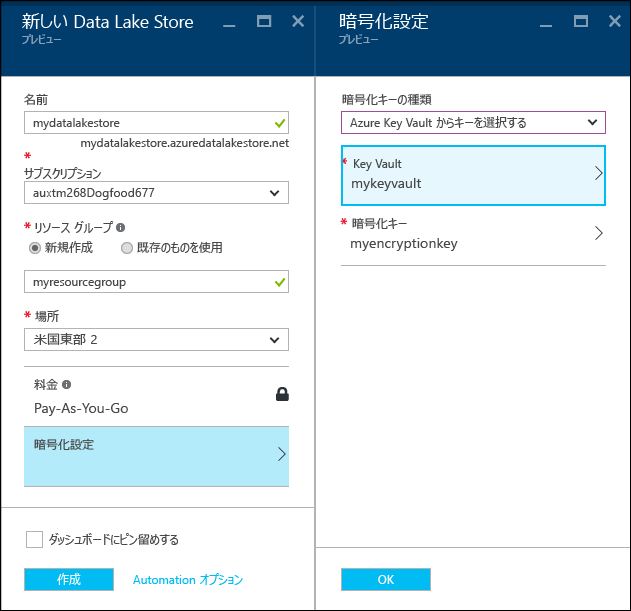 新しい Data Lake Store
プレビュー
名前
mydatalakestore
mydatalakestore.azuredatalakestore.net
*
サブスクリプション
auxtm268Dogfood677
* リソース グループ
新規作成
既存のものを使用
myresourcegroup
* 場所
米国東部 2
料金
Pay-As-You-Go
暗号化設定
ダッシュボードにピン留めする
作成
Automation オプション
暗号化設定
プレビュー
暗号化キーの種類
Azure Key Vault からキーを選択する
* Key Vault
mykeyvault
* 暗号化キー
myencryptionkey
OK